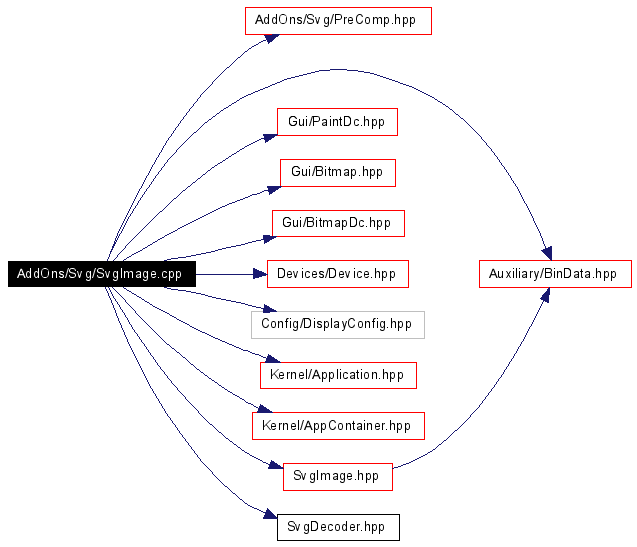 AddOns/Svg/PreComp.hpp
Gui/PaintDc.hpp
Gui/Bitmap.hpp
Gui/BitmapDc.hpp
AddOns/Svg/SvgImage.cpp
Devices/Device.hpp
Auxiliary/BinData.hpp
Config/DisplayConfig.hpp
Kernel/Application.hpp
Kernel/AppContainer.hpp
SvgImage.hpp
SvgDecoder.hpp